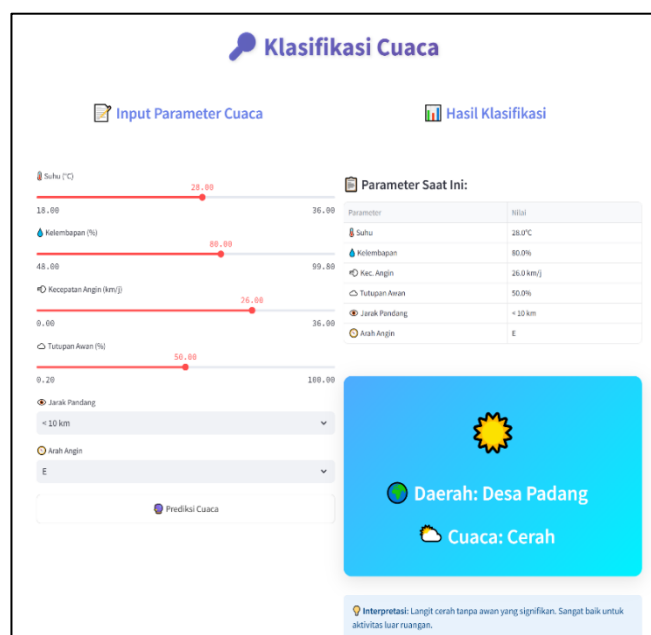 Klasifikasi Cuaca
Input Parameter Cuaca
Suhu (°C)
28.00
18.00 36.00
Kelembapan (%)
80.00
48.00 99.80
Kecepatan Angin (km/j)
26.00
0.00 36.00
Tutupan Awan (%)
50.00
0.20 100.00
Jarak Pandang
< 10 km
Arah Angin
E
Prediksi Cuaca
Hasil Klasifikasi
Parameter Saat Ini:
Parameter Nilai
Suhu 28.0°C
Kelembapan 80.0%
Kec. Angin 26.0 km/j
Tutupan Awan 50.0%
Jarak Pandang < 10 km
Arah Angin E
Daerah: Desa Padang
Cuaca: Cerah
Interpretasi: Langit cerah tanpa awan yang signifikan. Sangat baik untuk
aktivitas luar ruangan.